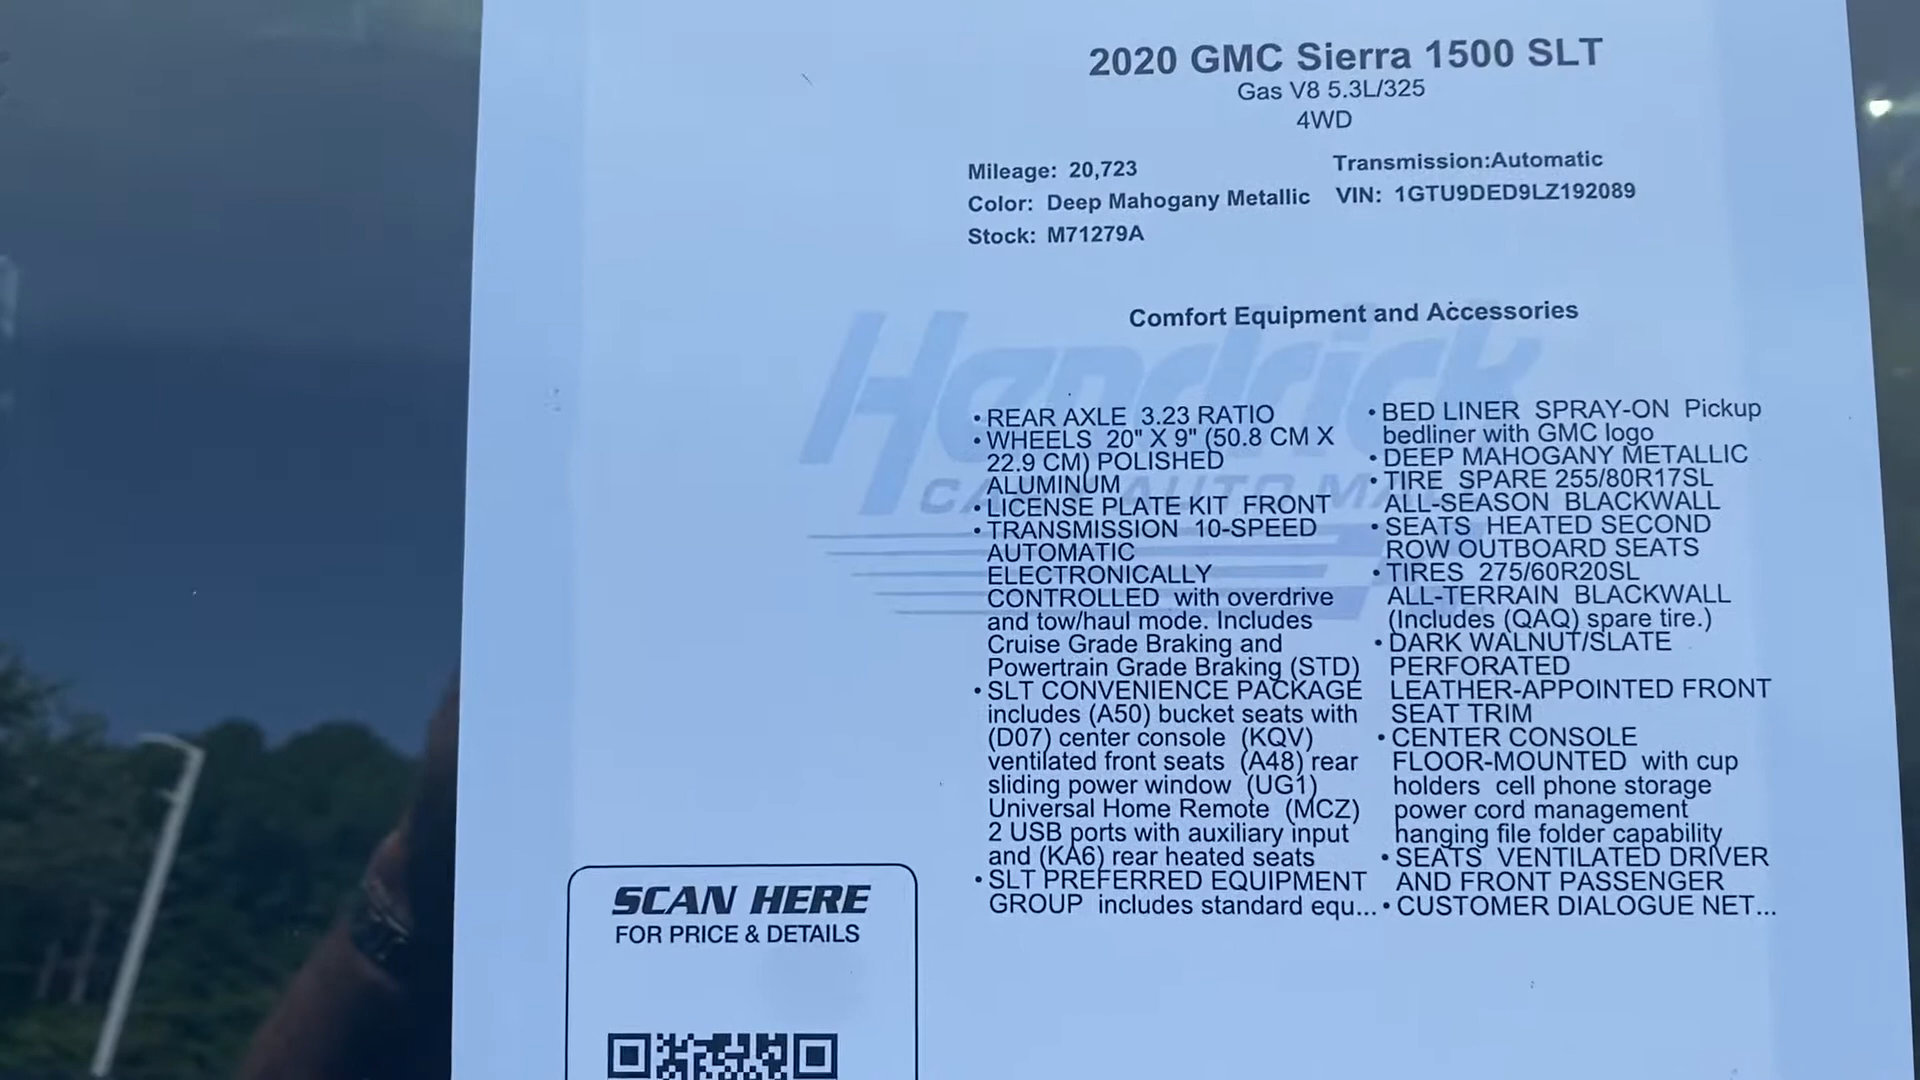 2020 GMC Sierra 1500 SLT
Gas V8 5.3L/325
4WD
Mileage: 20,723
Transmission:Automatic
Color: Deep Mahogany Metallic
VIN: 1GTU9DED9LZ192089
Stock: M71279A
Comfort Equipment and Accessories
Hendrick
• REAR AXLE 3.23 RATIO
• WHEELS 20" X 9" (50.8 CM X
22.9 CM) POLISHED
ALUMINUM
• LICENSE PLATE KIT FRONT
• TRANSMISSION 10-SPEED
AUTOMATIC
ELECTRONICALLY
CONTROLLED with overdrive
and tow/haul mode. Includes
Cruise Grade Braking and
Powertrain Grade Braking (STD)
• SLT CONVENIENCE PACKAGE
includes (A50) bucket seats with
(D07) center console (KQV)
ventilated front seats (A48) rear
sliding power window (UG1)
Universal Home Remote (MCZ)
2 USB ports with auxiliary input
and (KA6) rear heated seats
• SLT PREFERRED EQUIPMENT
GROUP includes standard equ...
• BED LINER SPRAY-ON Pickup
bedliner with GMC logo
• DEEP MAHOGANY METALLIC
• TIRE SPARE 255/80R17SL
ALL-SEASON BLACKWALL
• SEATS HEATED SECOND
ROW OUTBOARD SEATS
• TIRES 275/60R20SL
ALL-TERRAIN BLACKWALL
(Includes (QAQ) spare tire.)
• DARK WALNUT/SLATE
PERFORATED
LEATHER-APPOINTED FRONT
SEAT TRIM
• CENTER CONSOLE
FLOOR-MOUNTED with cup
holders cell phone storage
power cord management
hanging file folder capability
• SEATS VENTILATED DRIVER
AND FRONT PASSENGER
• CUSTOMER DIALOGUE NET...
SCAN HERE
FOR PRICE & DETAILS